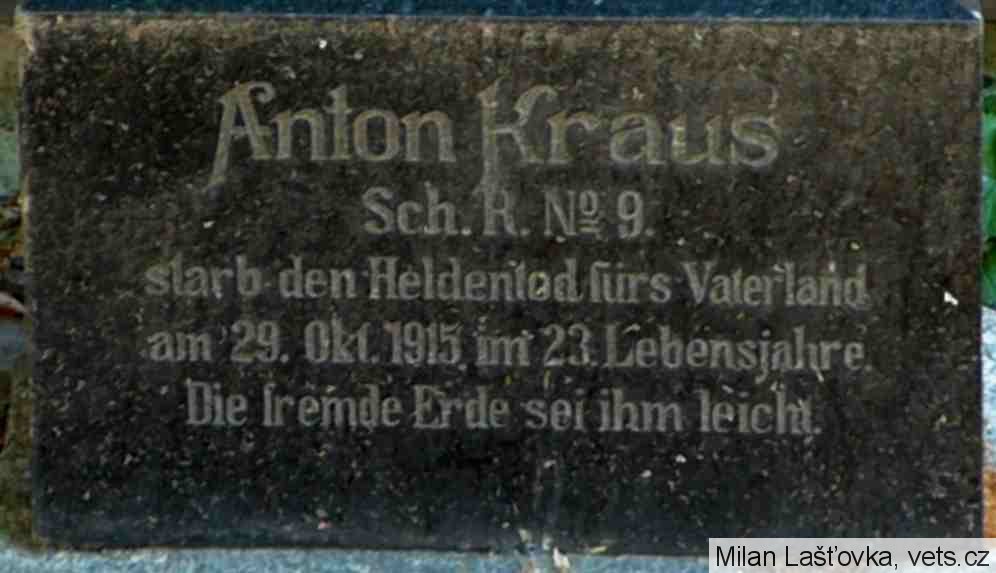 Anton Kraus
Sch. R. Nº 9.
starb den Heldentod fürs Vaterland
am 29. Okt. 1915. im 23. Lebensjahre.
Die fremde Erde sei ihm leicht.
Milan Lašťovka, vets.cz